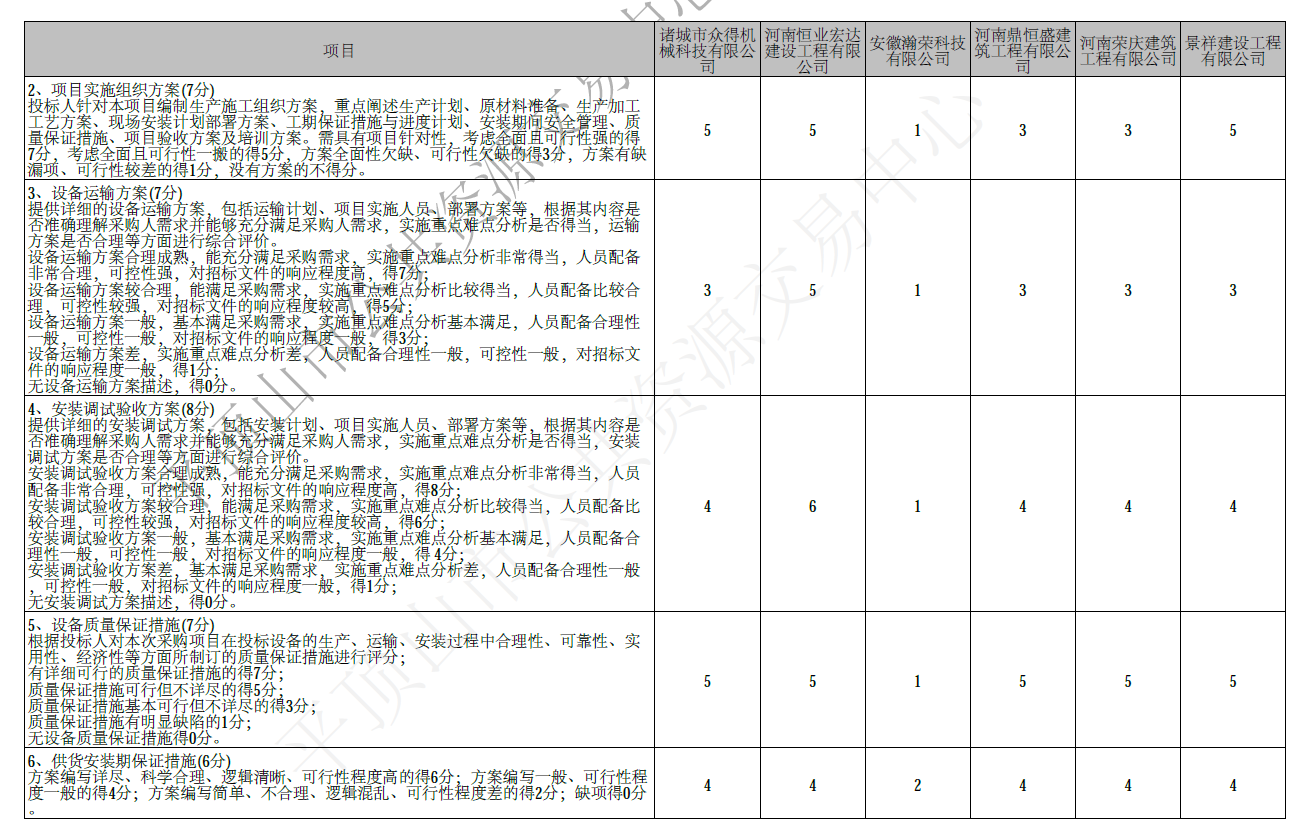 项目
诸城市众得机
械科技有限公
司
河南恒业宏达
建设工程有限
公司
安徽瀚荣科技
有限公司
河南鼎恒盛建
筑工程有限公
司
河南荣庆建筑
工程有限公司
景祥建设工程
有限公司
2、项目实施组织方案(7分)
投标人针对本项目编制生产施工组织方案，重点阐述生产计划、原材料准备、生产加工
工艺方案、现场安装计划部署方案、工期保证措施与进度计划、安装期间安全管理、质
量保证措施、项目验收方案及培训方案。需具有项目针对性，考虑全面且可行性强的得
7分，考虑全面且可行性一搬的得5分，方案全面性欠缺、可行性欠缺的得3分，方案有缺
漏项、可行性较差的得1分，没有方案的不得分。
5 5 1 3 3 5
3、设备运输方案(7分)
提供详细的设备运输方案，包括运输计划、项目实施人员、部署方案等，根据其内容是
否准确理解采购人需求并能够充分满足采购人需求，实施重点难点分析是否得当，运输
方案是否合理等方面进行综合评价。
设备运输方案合理成熟，能充分满足采购需求，实施重点难点分析非常得当，人员配备
非常合理，可控性强，对招标文件的响应程度高，得7分；
设备运输方案较合理，能满足采购需求，实施重点难点分析比较得当，人员配备比较合
理，可控性较强，对招标文件的响应程度较高，得5分；
设备运输方案一般，基本满足采购需求，实施重点难点分析基本满足，人员配备合理性
一般，可控性一般，对招标文件的响应程度一般，得3分；
设备运输方案差，实施重点难点分析差，人员配备合理性一般，可控性一般，对招标文
件的响应程度一般，得1分；
无设备运输方案描述，得0分。
3 5 1 3 3 3
4、安装调试验收方案(8分)
提供详细的安装调试方案，包括安装计划、项目实施人员、部署方案等，根据其内容是
否准确理解采购人需求并能够充分满足采购人需求，实施重点难点分析是否得当，安装
调试方案是否合理等方面进行综合评价。
安装调试验收方案合理成熟，能充分满足采购需求，实施重点难点分析非常得当，人员
配备非常合理，可控性强，对招标文件的响应程度高，得8分；
安装调试验收方案较合理，能满足采购需求，实施重点难点分析比较得当，人员配备比
较合理，可控性较强，对招标文件的响应程度较高，得6分；
安装调试验收方案一般，基本满足采购需求，实施重点难点分析基本满足，人员配备合
理性一般，可控性一般，对招标文件的响应程度一般，得 4分；
安装调试验收方案差，基本满足采购需求，实施重点难点分析差，人员配备合理性一般
，可控性一般，对招标文件的响应程度一般，得1分；
无安装调试方案描述，得0分。
4 6 1 4 4 4
5、设备质量保证措施(7分)
根据投标人对本次采购项目在投标设备的生产、运输、安装过程中合理性、可靠性、实
用性、经济性等方面所制订的质量保证措施进行评分；
有详细可行的质量保证措施的得7分；
质量保证措施可行但不详尽的得5分；
质量保证措施基本可行但不详尽的得3分；
质量保证措施有明显缺陷的1分；
无设备质量保证措施得0分。
5 5 1 5 5 5
6、供货安装期保证措施(6分)
方案编写详尽、科学合理、逻辑清晰、可行性程度高的得6分；方案编写一般、可行性程
度一般的得4分；方案编写简单、不合理、逻辑混乱、可行性程度差的得2分；缺项得0分
。
4 4 2 4 4 4
平顶山市公共资源交易中心
平顶山市公共资源交易中心